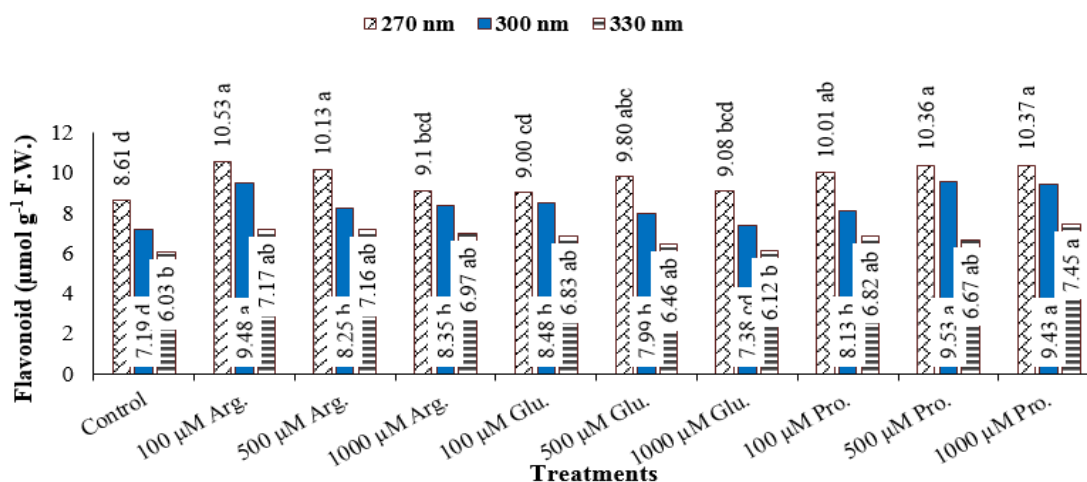 270 nm 300 nm 330 nm
Flavonoid (µmol g-1 F.W.)
12
10
8
6
4
2
0
8.61 d
7.19 d
6.03 b
10.53 a
9.48 a
7.17 ab
10.13 a
8.25 b
7.16 ab
9.1 bcd
8.35 b
6.97 ab
9.00 cd
8.48 b
6.83 ab
9.80 abc
7.99 b
6.46 ab
9.08 bcd
7.38 cd
6.12 b
10.01 ab
8.13 b
6.82 ab
10.36 a
9.53 a
6.67 ab
10.37 a
9.43 a
7.45 a
Control
100 µM Arg.
500 µM Arg.
1000 µM Arg.
100 µM Glu.
500 µM Glu.
1000 µM Glu.
100 µM Pro.
500 µM Pro.
1000 µM Pro.
Treatments